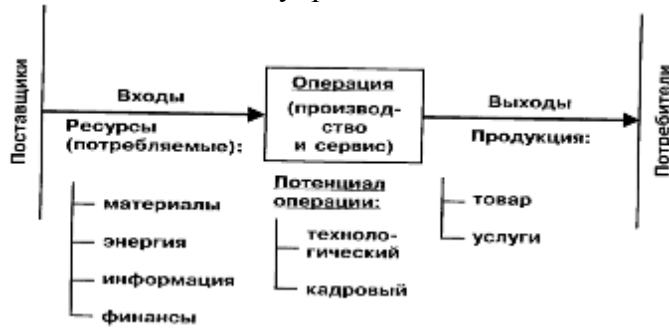 Поставщики
Входы
Ресурсы
(потребляемые):
материалы
энергия
информация
финансы
Операция
(производ-
ство
и сервис)
Потенциал
операции:
техноло-
гический
кадровый
Выходы
Продукция:
товар
услуги
Потребители